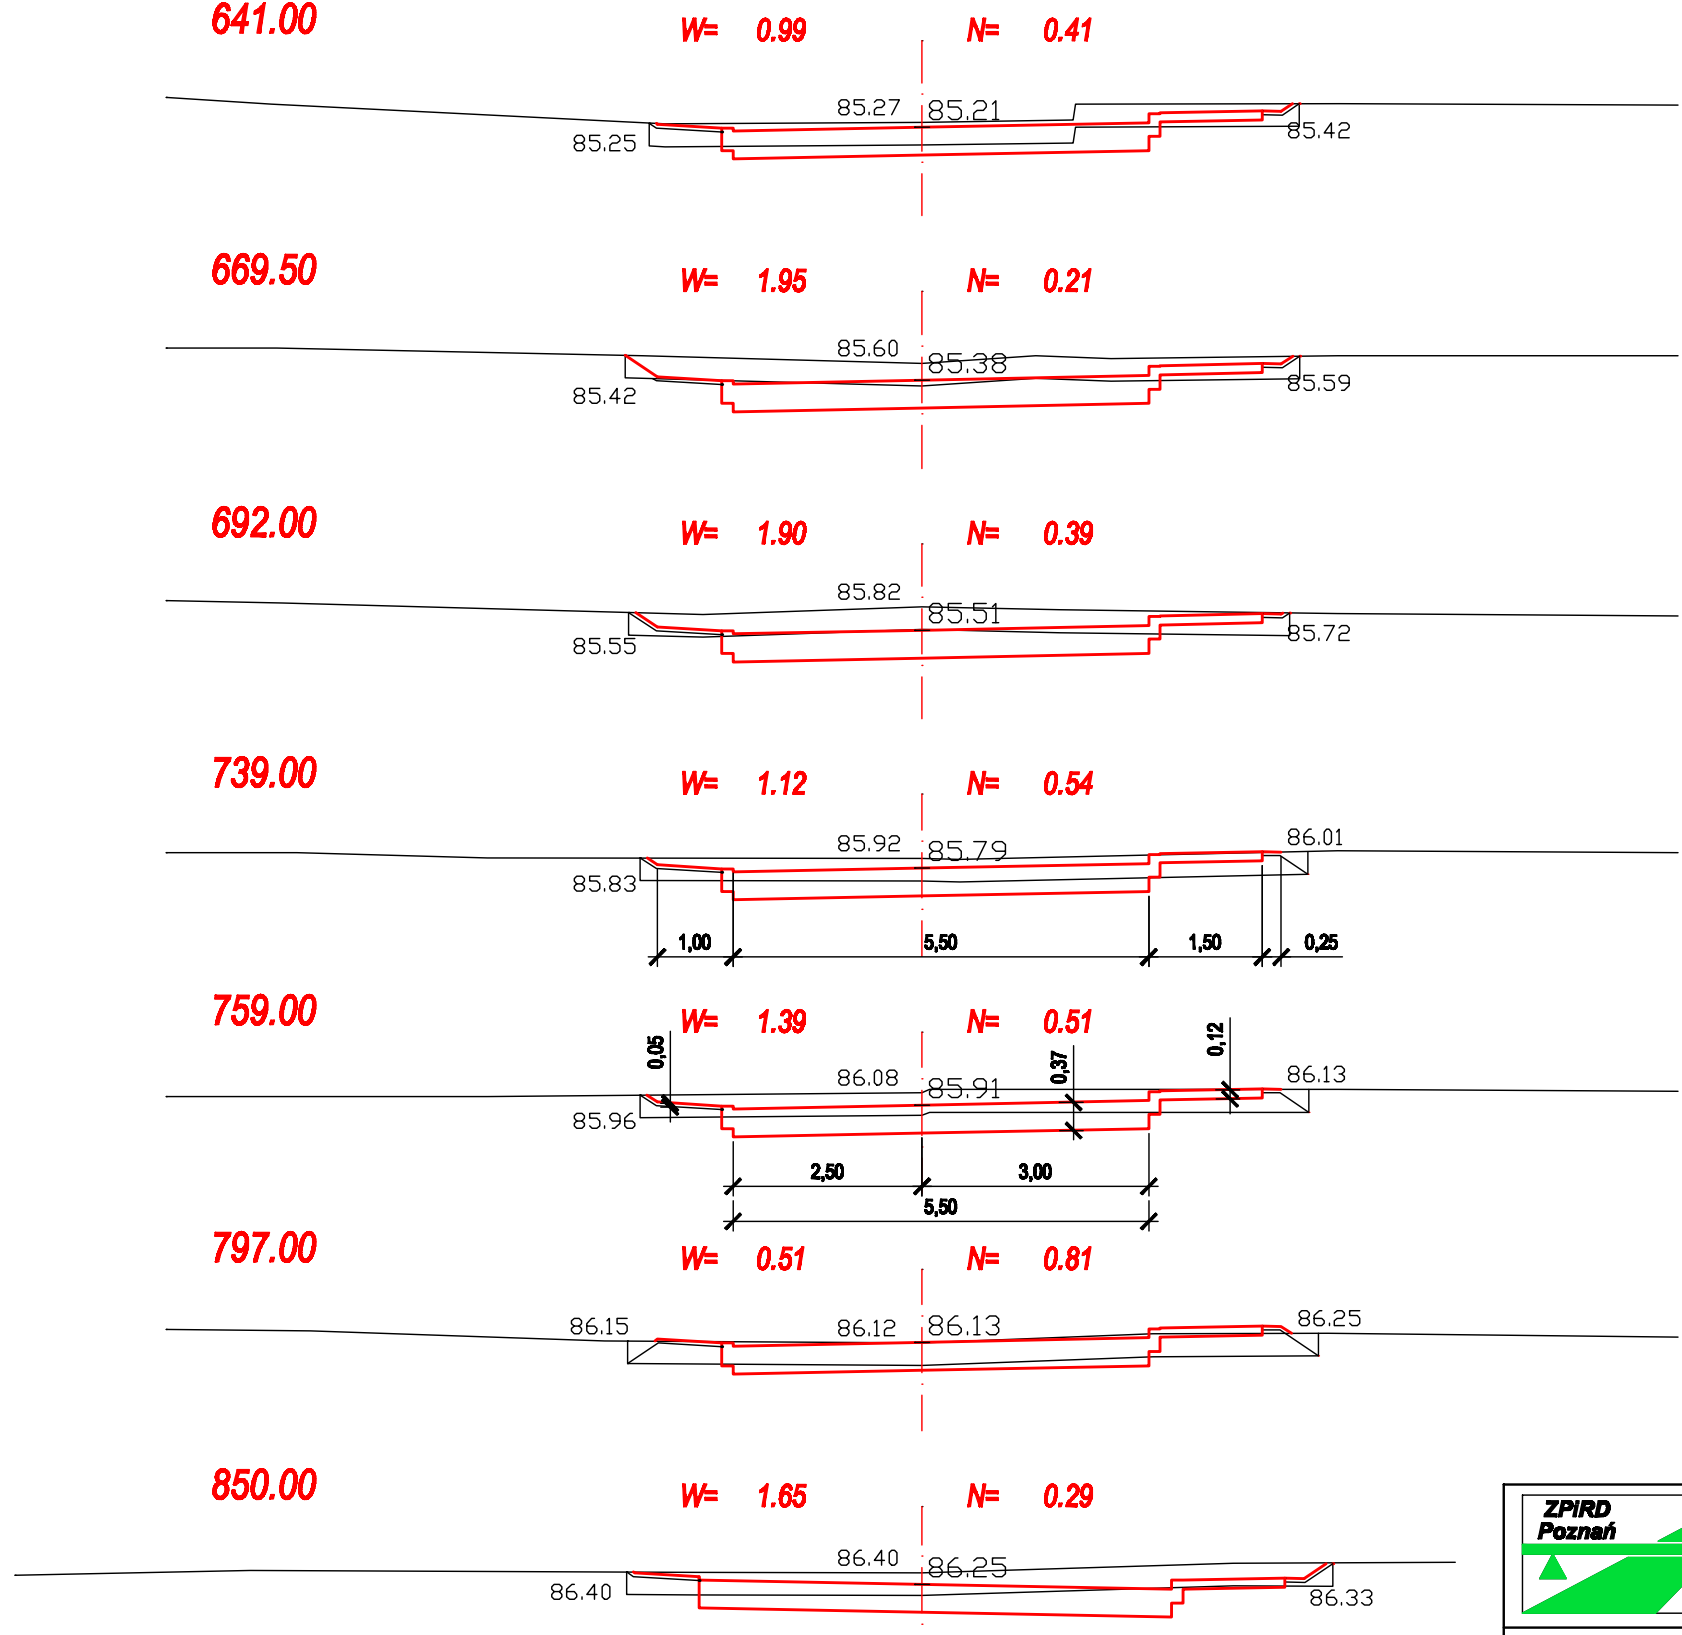 641.00 W= 0.99 N= 0.41
85.27 85.21
85.25 85.42
669.50 W= 1.95 N= 0.21
85.60 85.38
85.42 85.59
692.00 W= 1.90 N= 0.39
85.82 85.51
85.55 85.72
739.00 W= 1.12 N= 0.54
85.92 85.79 86.01
85.83
1,00 5,50 1,50 0,25
759.00 W= 1.39 N= 0.51
0,05 0,37 0,12
86.08 85.91 86.13
85.96
2,50 3,00
5,50
797.00 W= 0.51 N= 0.81
86.15 86.12 86.13 86.25
850.00 W= 1.65 N= 0.29
86.40 86.25
86.40 86.33
ZPiRD
Poznań